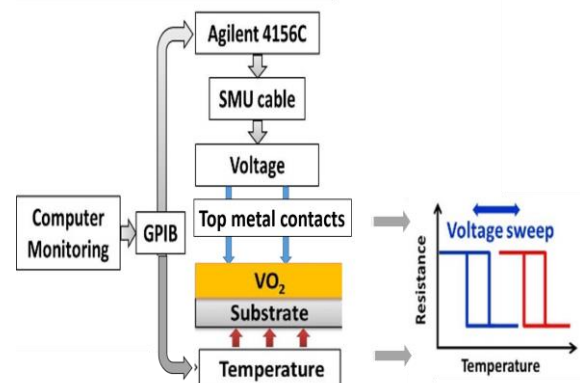 Agilent 4156C
SMU cable
Voltage
Computer
Monitoring
GPIB
Top metal contacts
VO₂
Substrate
Temperature
Voltage sweep
Resistance
Temperature